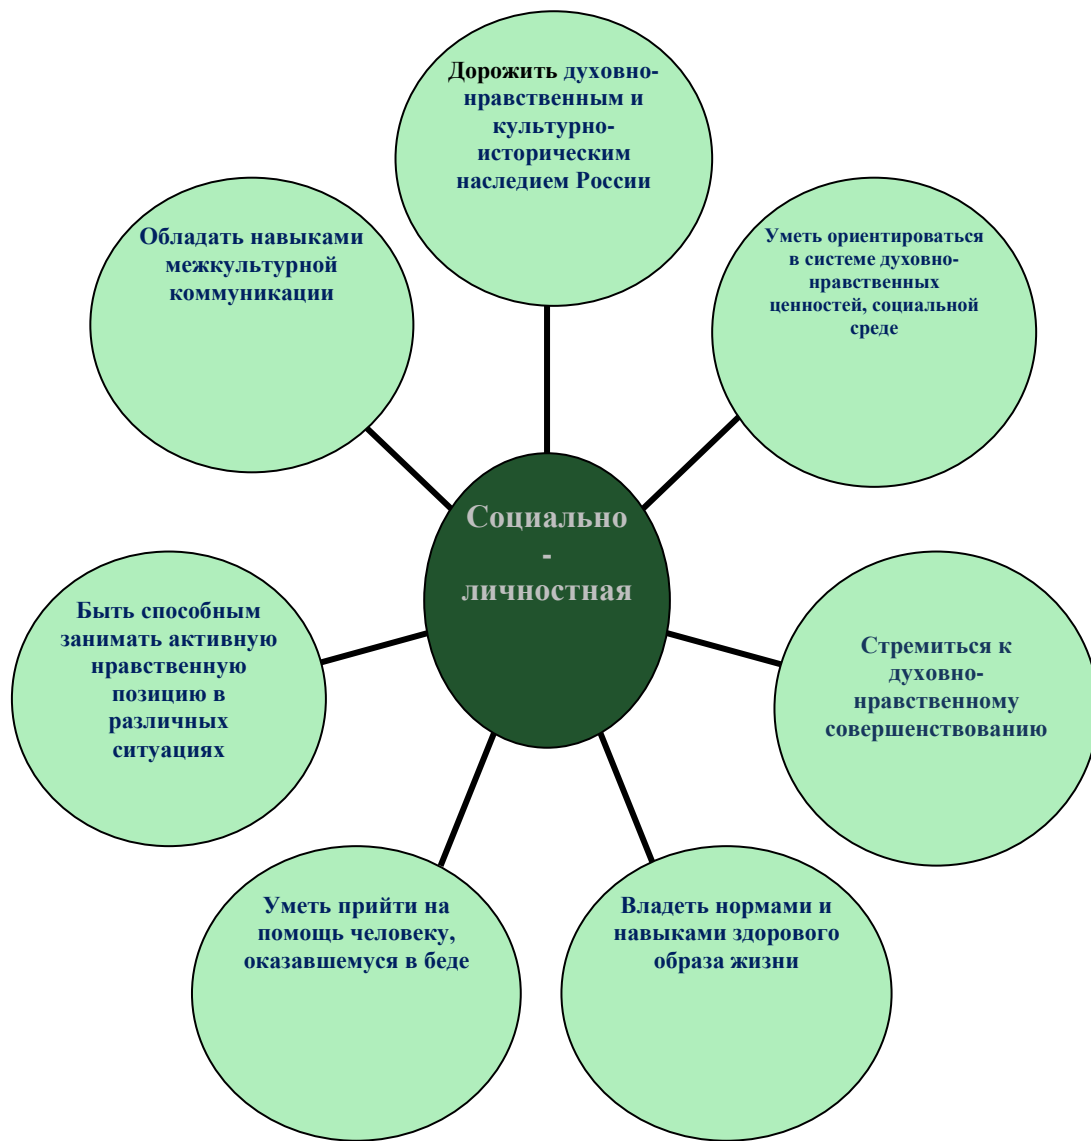 Дорожить духовно-
нравственным и
культурно-
историческим
наследием России
Обладать навыками
межкультурной
коммуникации
Уметь ориентироваться
в системе духовно-
нравственных
ценностей, социальной
среде
Социально
-
личностная
Быть способным
занимать активную
нравственную
позицию в
различных
ситуациях
Стремиться к
духовно-
нравственному
совершенствованию
Уметь прийти на
помощь человеку,
оказавшемуся в беде
Владеть нормами и
навыками здорового
образа жизни